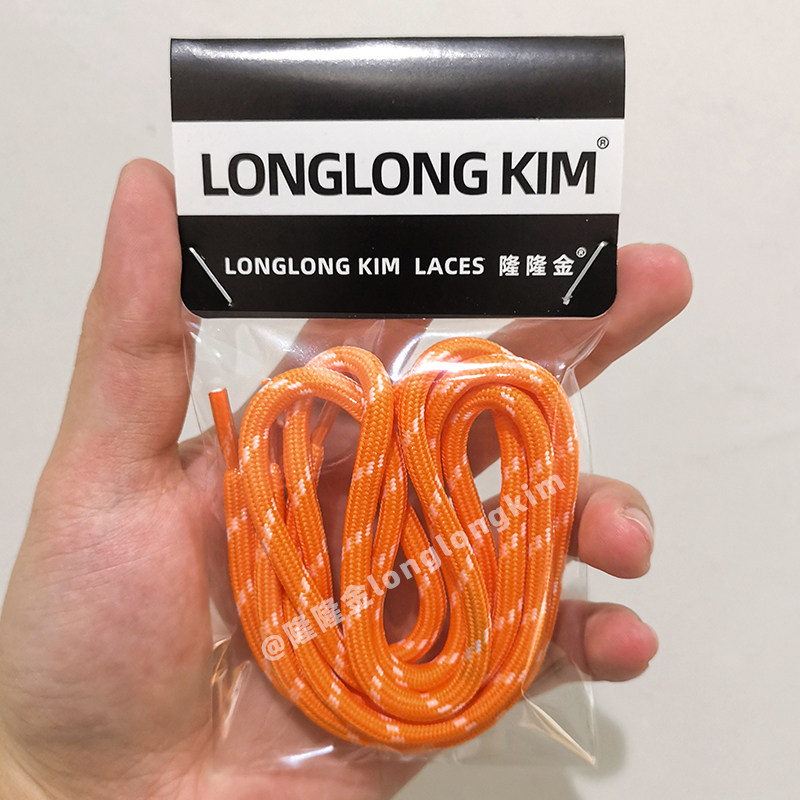 LONGLONG KIM®
LONGLONG KIM LACES 隆隆金®
@隆隆金longlongkim